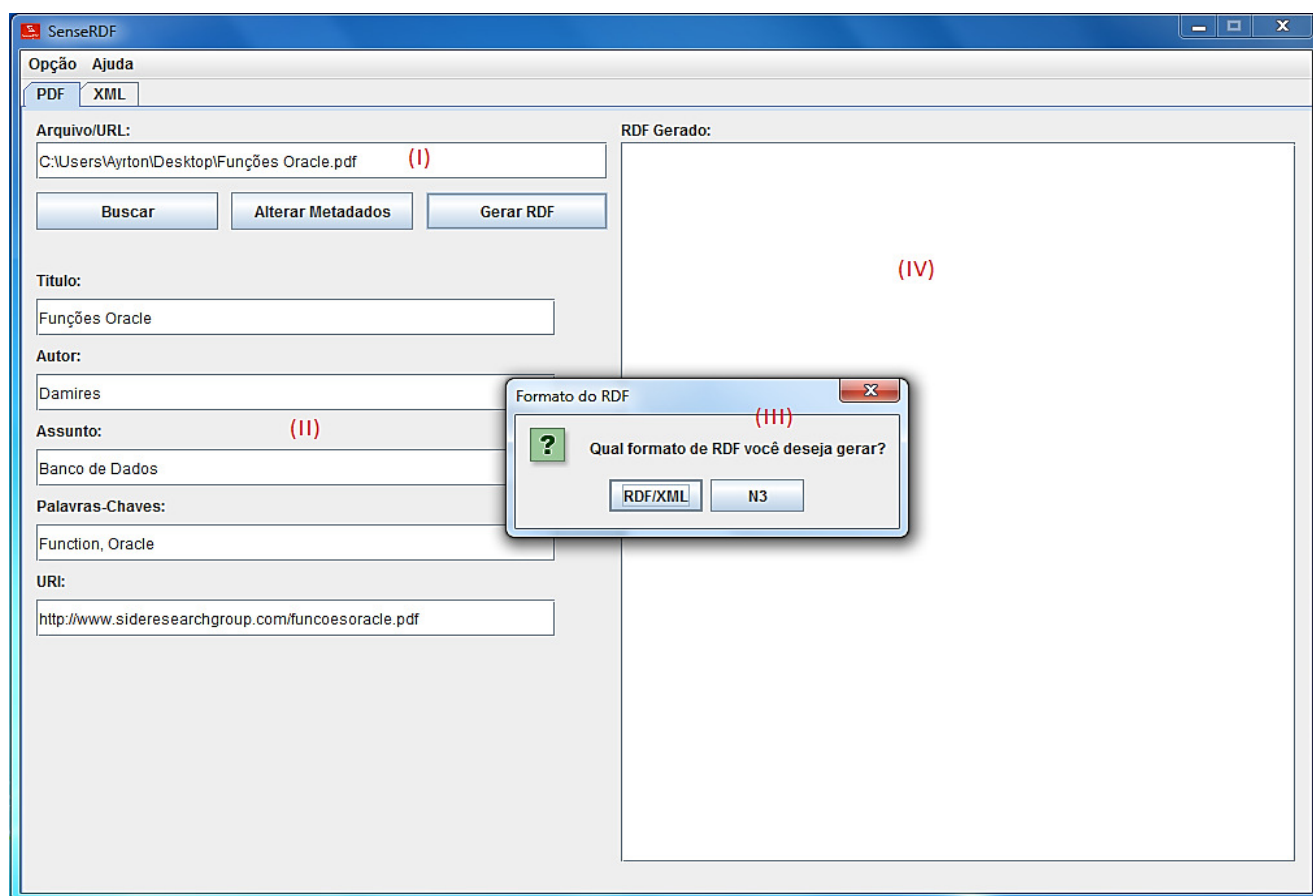 SenseRDF
Opção Ajuda
PDF XML
Arquivo/URL:
C:\Users\Ayrton\Desktop\Funções Oracle.pdf (I)
Buscar Alterar Metadados Gerar RDF
Titulo:
Funções Oracle
Autor:
Damires
Assunto: (II)
Banco de Dados
Palavras-Chaves:
Function, Oracle
URI:
http://www.sideresearchgroup.com/funcoesoracle.pdf
RDF Gerado:
(IV)
Formato do RDF
(III)
? Qual formato de RDF você deseja gerar?
RDF/XML N3